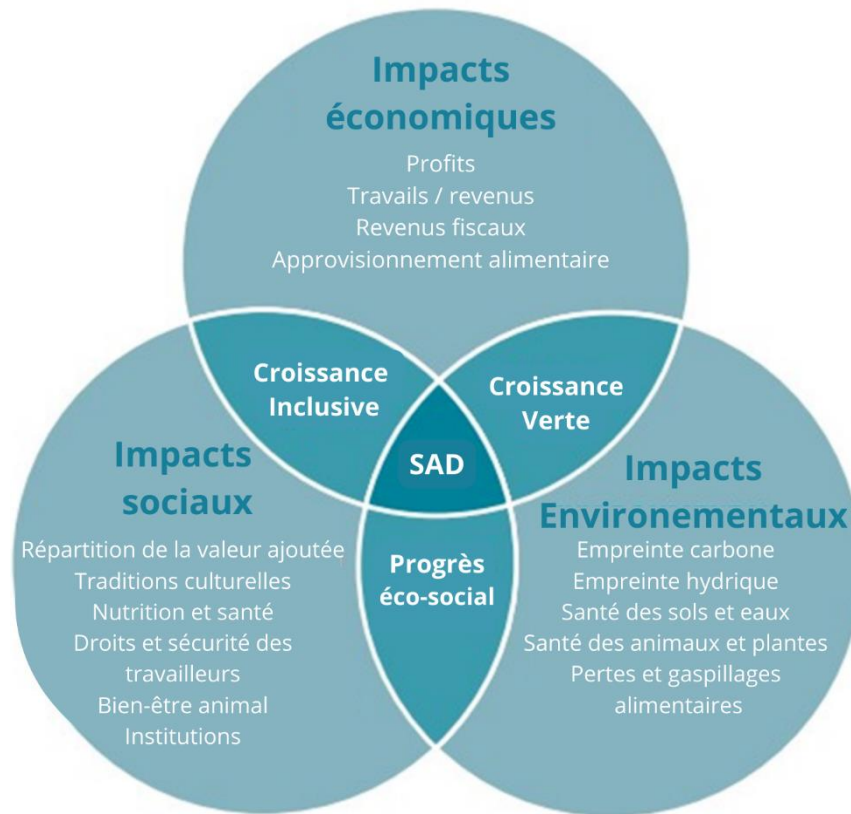 Impacts
économiques
Profits
Travails / revenus
Revenus fiscaux
Approvisionnement alimentaire
Croissance
Inclusive
Croissance
Verte
SAD
Impacts
sociaux
Répartition de la valeur ajoutée
Traditions culturelles
Nutrition et santé
Droits et sécurité des
travailleurs
Bien-être animal
Institutions
Progrès
éco-social
Impacts
Environementaux
Empreinte carbone
Empreinte hydrique
Santé des sols et eaux
Santé des animaux et plantes
Pertes et gaspillages
alimentaires